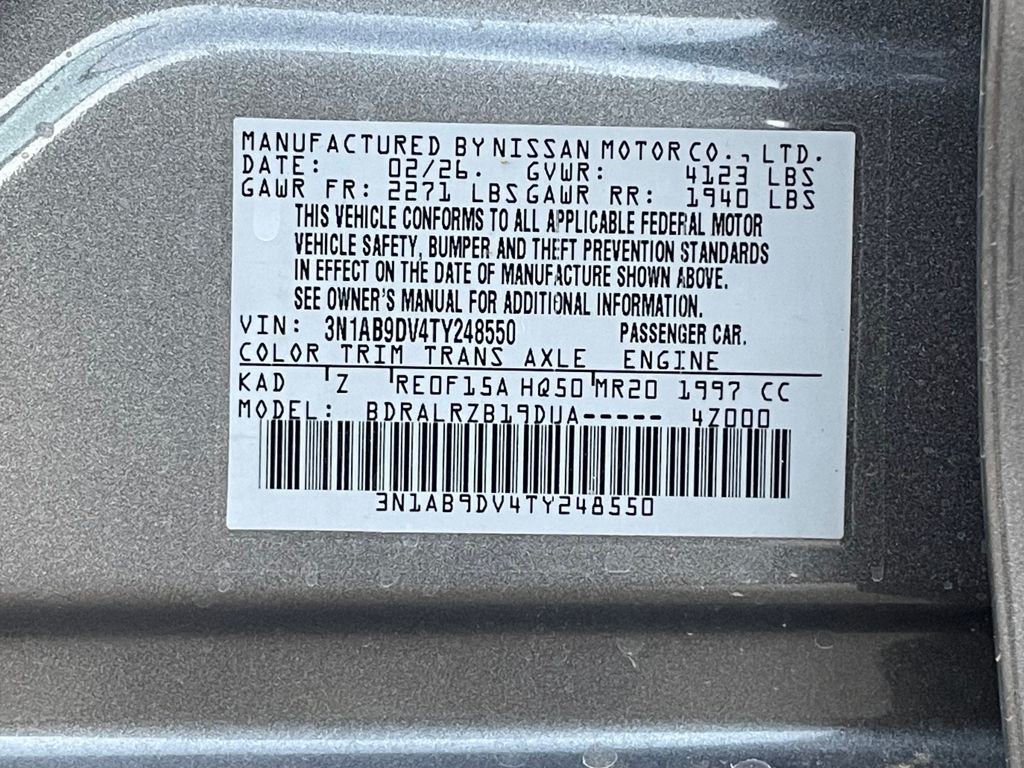 MANUFACTURED BY NISSAN MOTOR CO., LTD.
DATE: 02/26. GVWR: 4123 LBS
GAWR FR: 2271 LBS GAWR RR: 1940 LBS
THIS VEHICLE CONFORMS TO ALL APPLICABLE FEDERAL MOTOR
VEHICLE SAFETY, BUMPER AND THEFT PREVENTION STANDARDS
IN EFFECT ON THE DATE OF MANUFACTURE SHOWN ABOVE.
SEE OWNER'S MANUAL FOR ADDITIONAL INFORMATION.
VIN: 3N1AB9DV4TY248550 PASSENGER CAR.
COLOR TRIM TRANS AXLE ENGINE
KAD Z RE0F15A HQ50 MR20 1997 CC
MODEL: BDRALRZB19DUA----- 4Z000
3N1AB9DV4TY248550